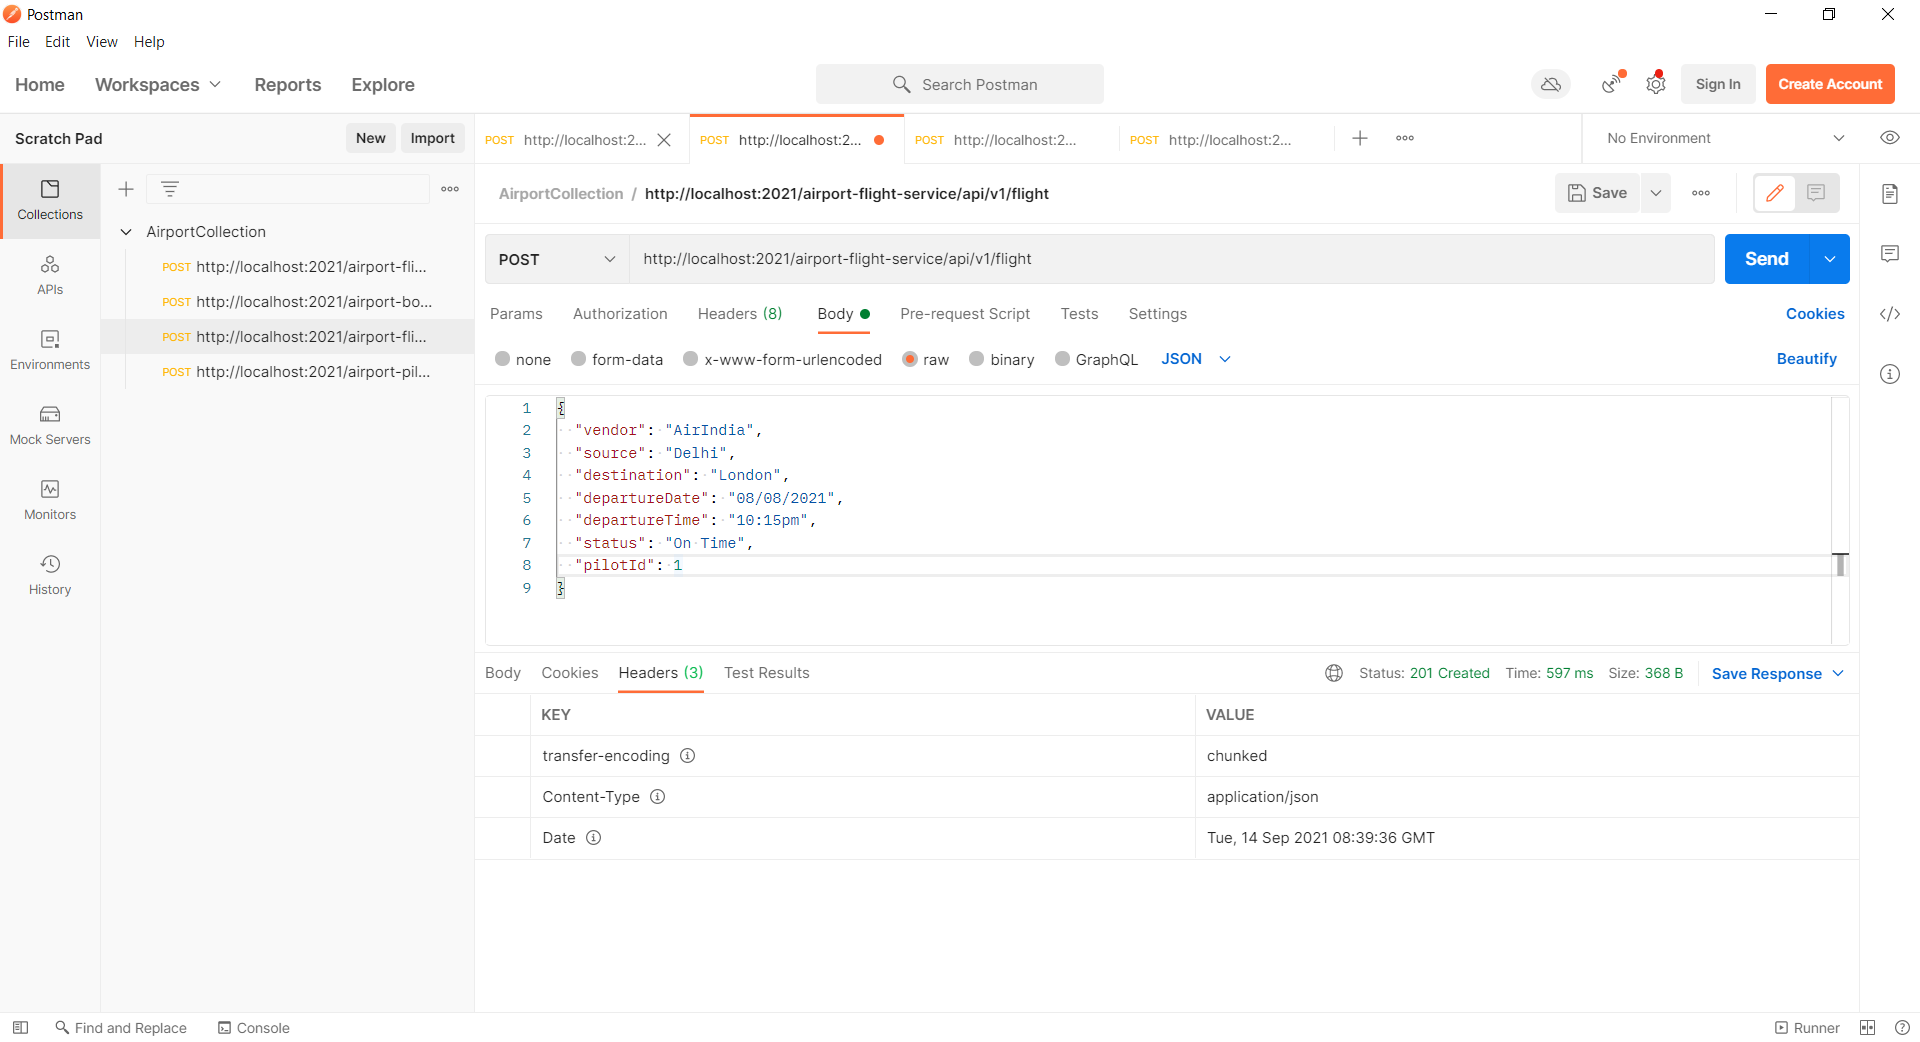 Postman
File Edit View Help
Home Workspaces Reports Explore Search Postman Sign In Create Account
Scratch Pad New Import
POST http://localhost:2... POST http://localhost:2... POST http://localhost:2... POST http://localhost:2... No Environment
Collections
APIs
Environments
Mock Servers
Monitors
History
AirportCollection
POST http://localhost:2021/airport-fli...
POST http://localhost:2021/airport-bo...
POST http://localhost:2021/airport-fli...
POST http://localhost:2021/airport-pil...
AirportCollection / http://localhost:2021/airport-flight-service/api/v1/flight Save
POST http://localhost:2021/airport-flight-service/api/v1/flight Send
Params Authorization Headers (8) Body Pre-request Script Tests Settings Cookies
none form-data x-www-form-urlencoded raw binary GraphQL JSON Beautify
1 {
2 "vendor": "AirIndia",
3 "source": "Delhi",
4 "destination": "London",
5 "departureDate": "08/08/2021",
6 "departureTime": "10:15pm",
7 "status": "On Time",
8 "pilotId": 1
9 }
Body Cookies Headers (3) Test Results Status: 201 Created Time: 597 ms Size: 368 B Save Response
KEY VALUE
transfer-encoding chunked
Content-Type application/json
Date Tue, 14 Sep 2021 08:39:36 GMT
Find and Replace Console Runner